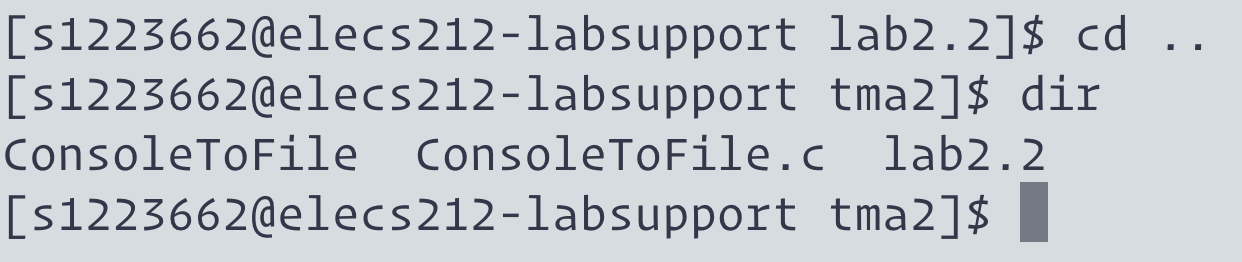 [s1223662@elecs212-labsupport lab2.2]$ cd ..
[s1223662@elecs212-labsupport tma2]$ dir
ConsoleToFile  ConsoleToFile.c  lab2.2
[s1223662@elecs212-labsupport tma2]$